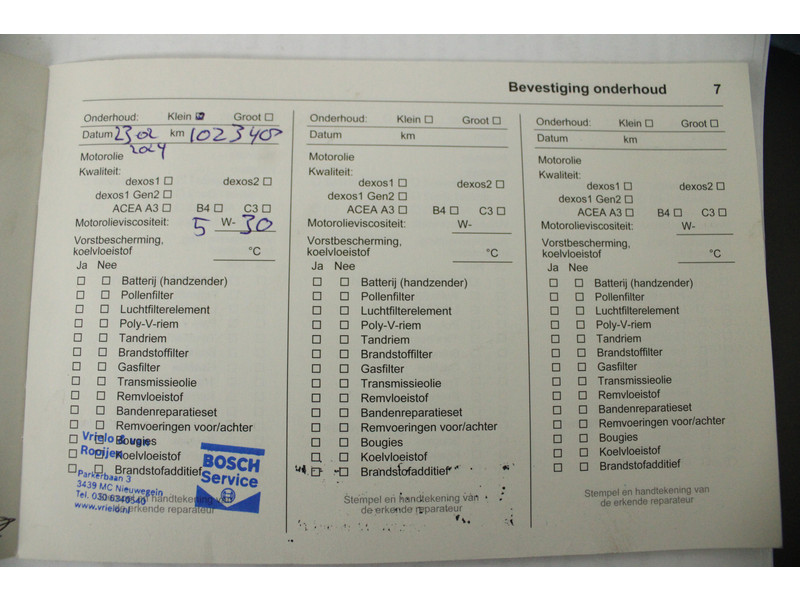 Bevestiging onderhoud 7
Onderhoud: Klein Groot
Datum 23 02 km 102340
2024
Motorolie
Kwaliteit:
dexos1 dexos2
dexos1 Gen2
ACEA A3 B4 C3
Motorolieviscositeit: 5 W- 30
Vorstbescherming,
koelvloeistof °C
Ja Nee
Batterij (handzender)
Pollenfilter
Luchtfilterelement
Poly-V-riem
Tandriem
Brandstoffilter
Gasfilter
Transmissieolie
Remvloeistof
Bandenreparatieset
Remvoeringen voor/achter
Bougies
Koelvloeistof
Brandstofadditief
Stempel en handtekening van
de erkende reparateur
Vrielo & van
Rooijen
Parkerbaan 3
3439 MC Nieuwegein
Tel. 030-6340540
www.vrielo.nl
BOSCH
Service
Onderhoud: Klein Groot
Datum km
Motorolie
Kwaliteit:
dexos1 dexos2
dexos1 Gen2
ACEA A3 B4 C3
Motorolieviscositeit: W-
Vorstbescherming,
koelvloeistof °C
Ja Nee
Batterij (handzender)
Pollenfilter
Luchtfilterelement
Poly-V-riem
Tandriem
Brandstoffilter
Gasfilter
Transmissieolie
Remvloeistof
Bandenreparatieset
Remvoeringen voor/achter
Bougies
Koelvloeistof
Brandstofadditief
Stempel en handtekening van
de erkende reparateur
Onderhoud: Klein Groot
Datum km
Motorolie
Kwaliteit:
dexos1 dexos2
dexos1 Gen2
ACEA A3 B4 C3
Motorolieviscositeit: W-
Vorstbescherming,
koelvloeistof °C
Ja Nee
Batterij (handzender)
Pollenfilter
Luchtfilterelement
Poly-V-riem
Tandriem
Brandstoffilter
Gasfilter
Transmissieolie
Remvloeistof
Bandenreparatieset
Remvoeringen voor/achter
Bougies
Koelvloeistof
Brandstofadditief
Stempel en handtekening van
de erkende reparateur